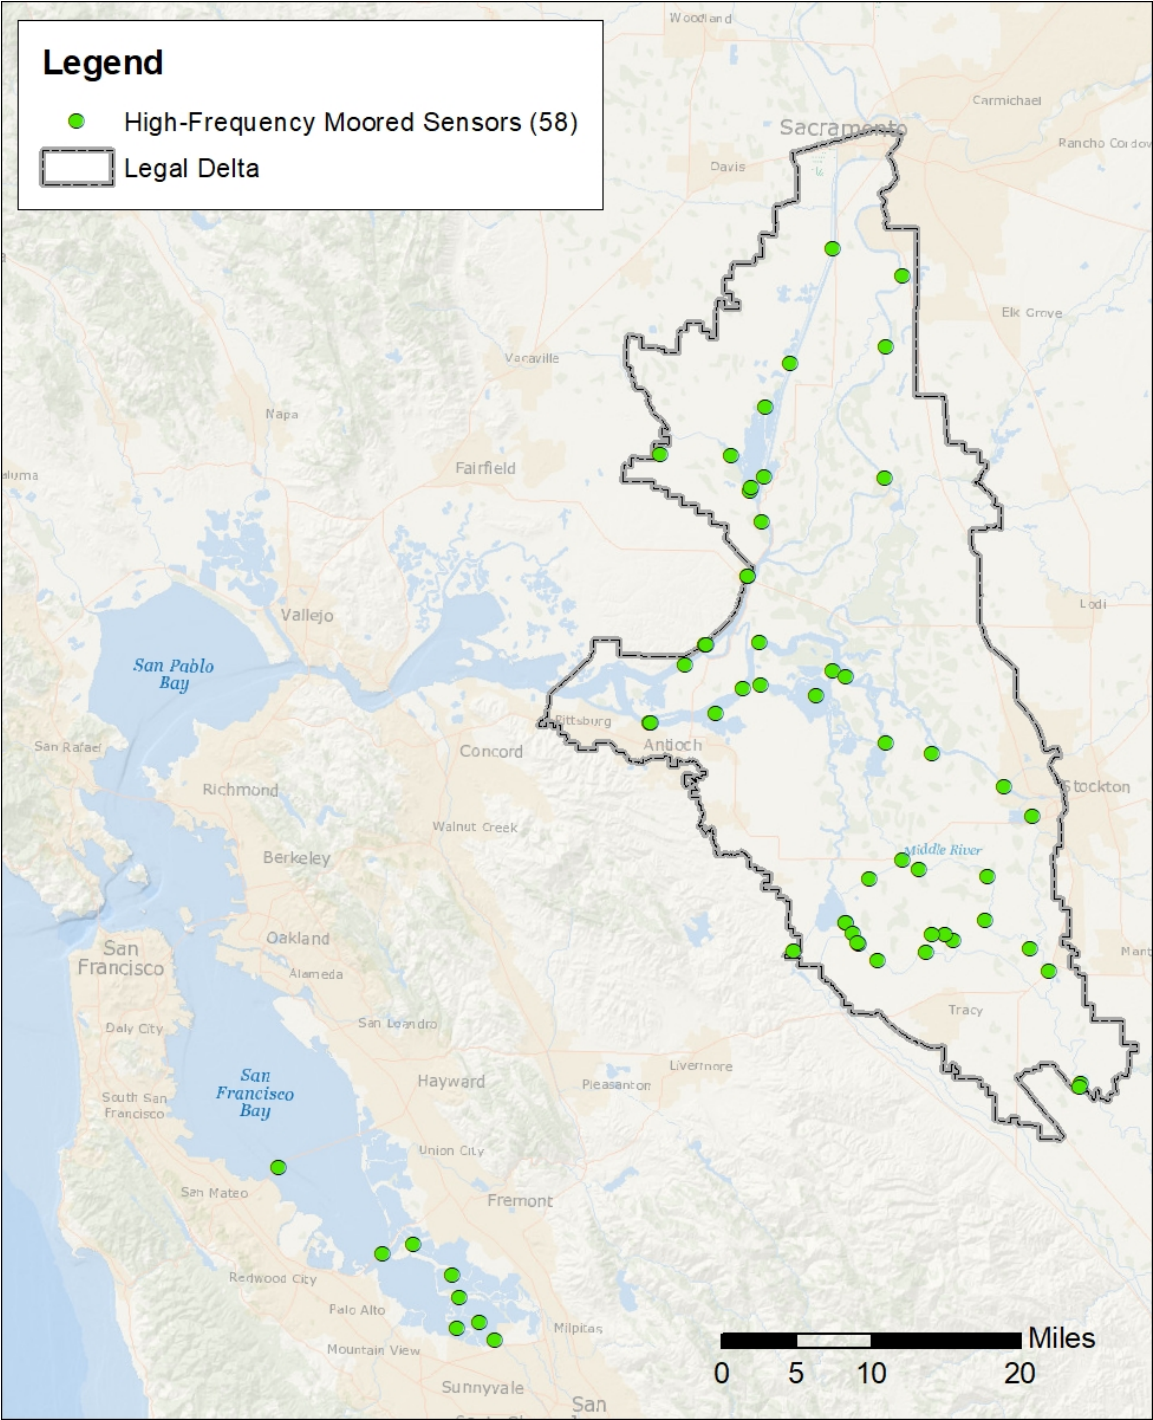 Legend
High-Frequency Moored Sensors (58)
Legal Delta
Woodland
Carmichael
Sacramento
Rancho Cordov
Davis
Elk Grove
Vacaville
Napa
aluma
Fairfield
Lodi
Vallejo
San Pablo
Bay
Pittsburg
San Rafael
Concord
Antioch
Richmond
Stockton
Walnut Creek
Berkeley
Middle River
Oakland
San
Francisco
Alameda
Mant
Tracy
Daly City
San Leandro
Livermore
San
Francisco
Bay
Hayward
Pleasanton
South San
Francisco
Union City
San Mateo
Fremont
Redwood City
Palo Alto
Milpitas
Mountain View
Miles
0 5 10 20
Sunnyvale
San